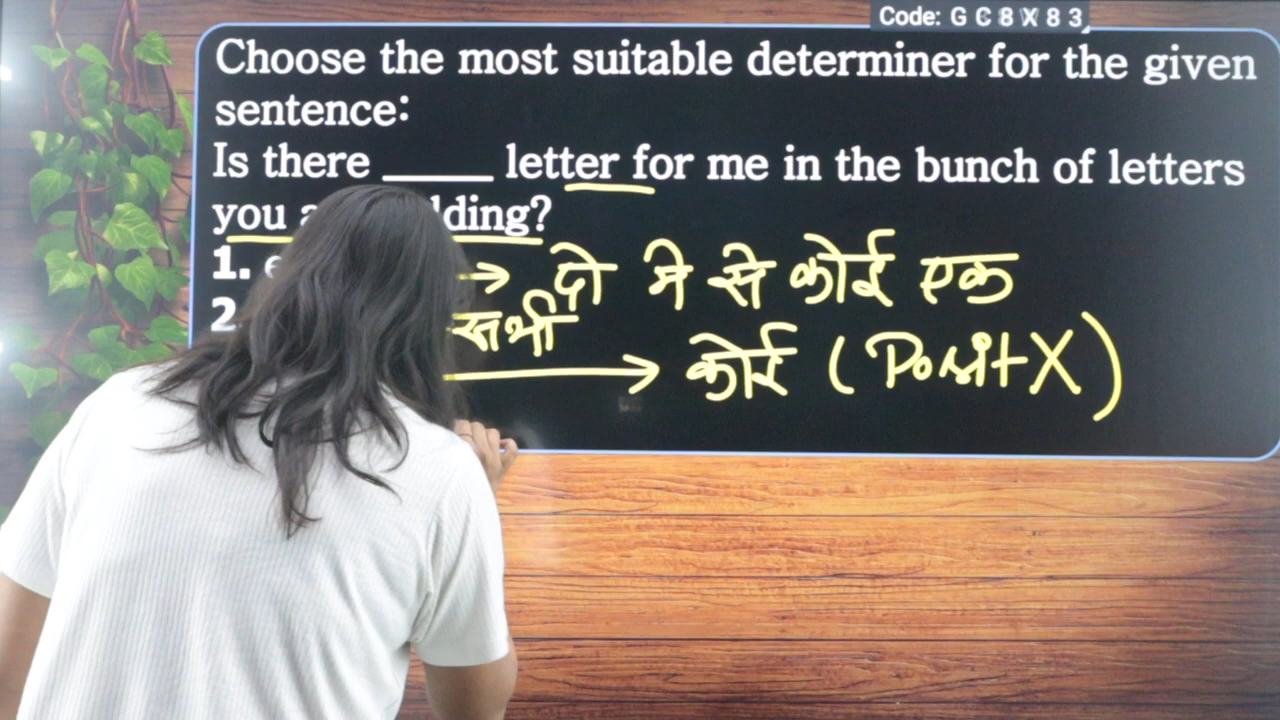 Code: G C 8 X 8 3
Choose the most suitable determiner for the given
sentence:
Is there _____ letter for me in the bunch of letters
you lding?
1. e → दो मे से कोई एक
2. सभी
→ कोई ( Posit X )